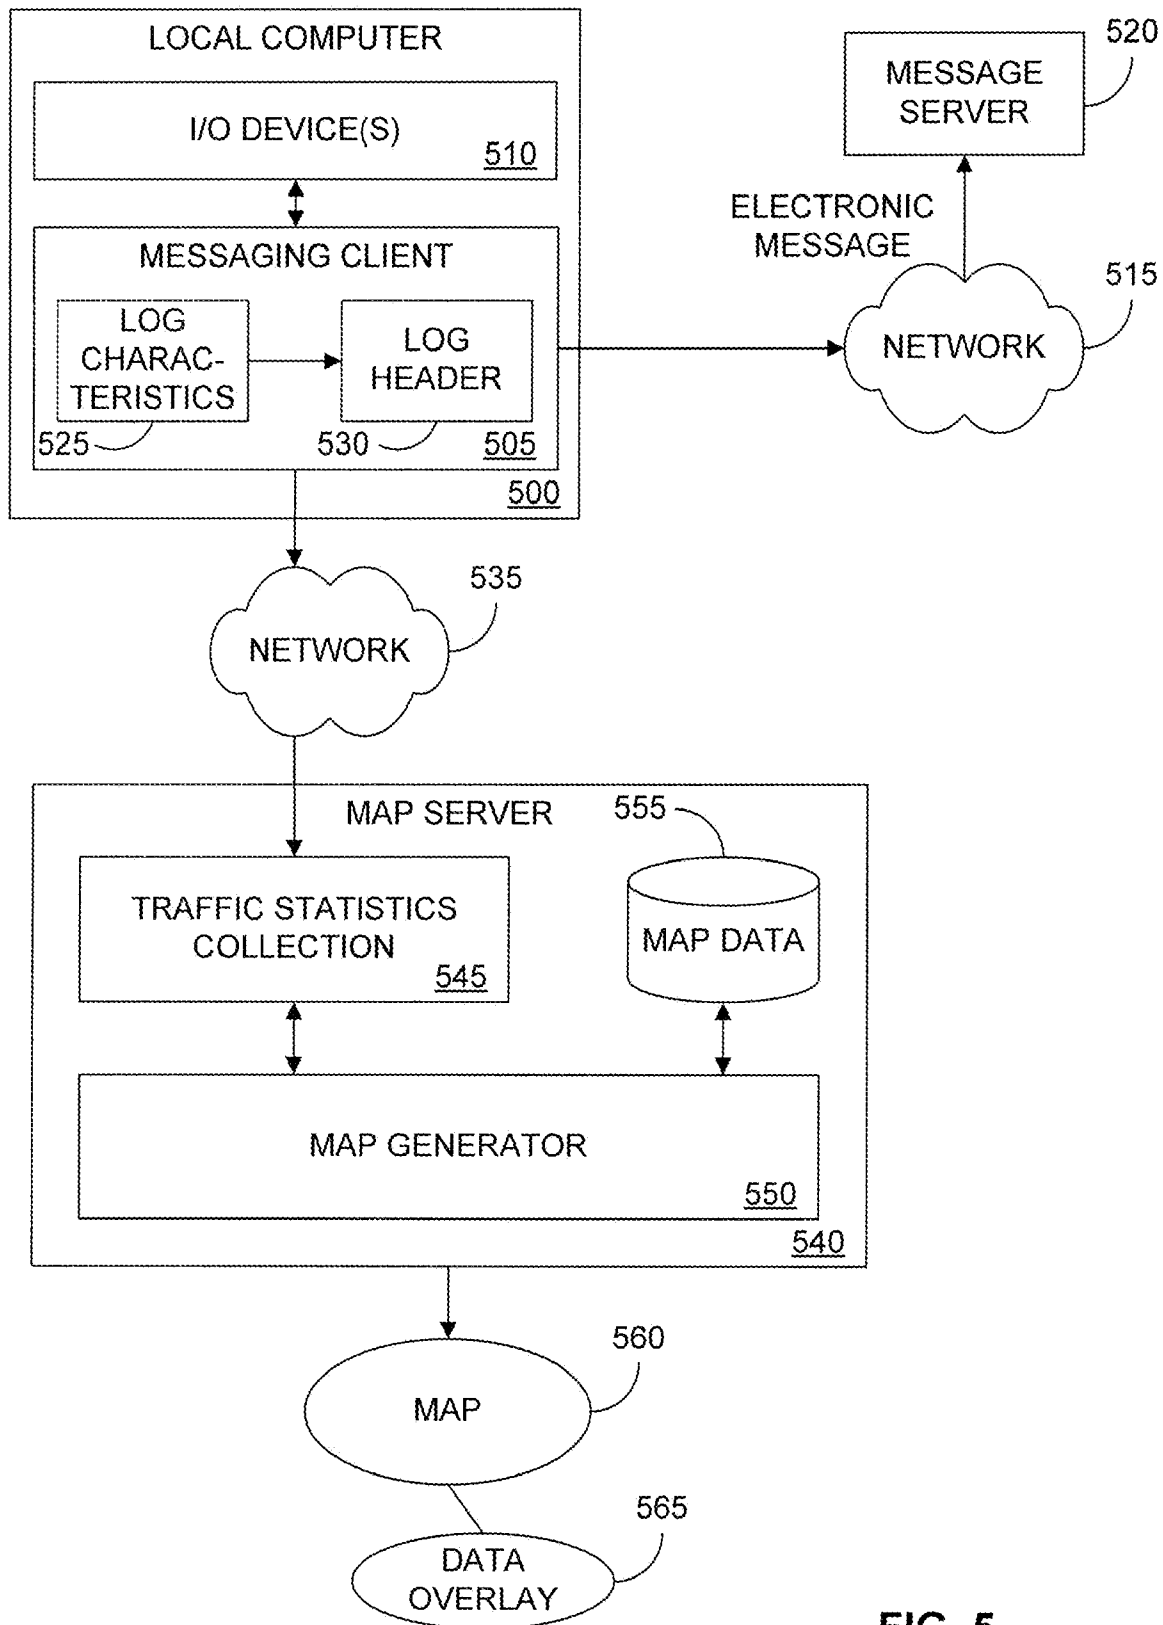 LOCAL COMPUTER
I/O DEVICE(S)
510
MESSAGING CLIENT
LOG
CHARAC-
TERISTICS
525
LOG
HEADER
530
505
500
MESSAGE
SERVER
520
ELECTRONIC
MESSAGE
NETWORK
515
NETWORK
535
MAP SERVER
TRAFFIC STATISTICS
COLLECTION
545
555
MAP DATA
MAP GENERATOR
550
540
MAP
560
DATA
OVERLAY
565
FIG. 5